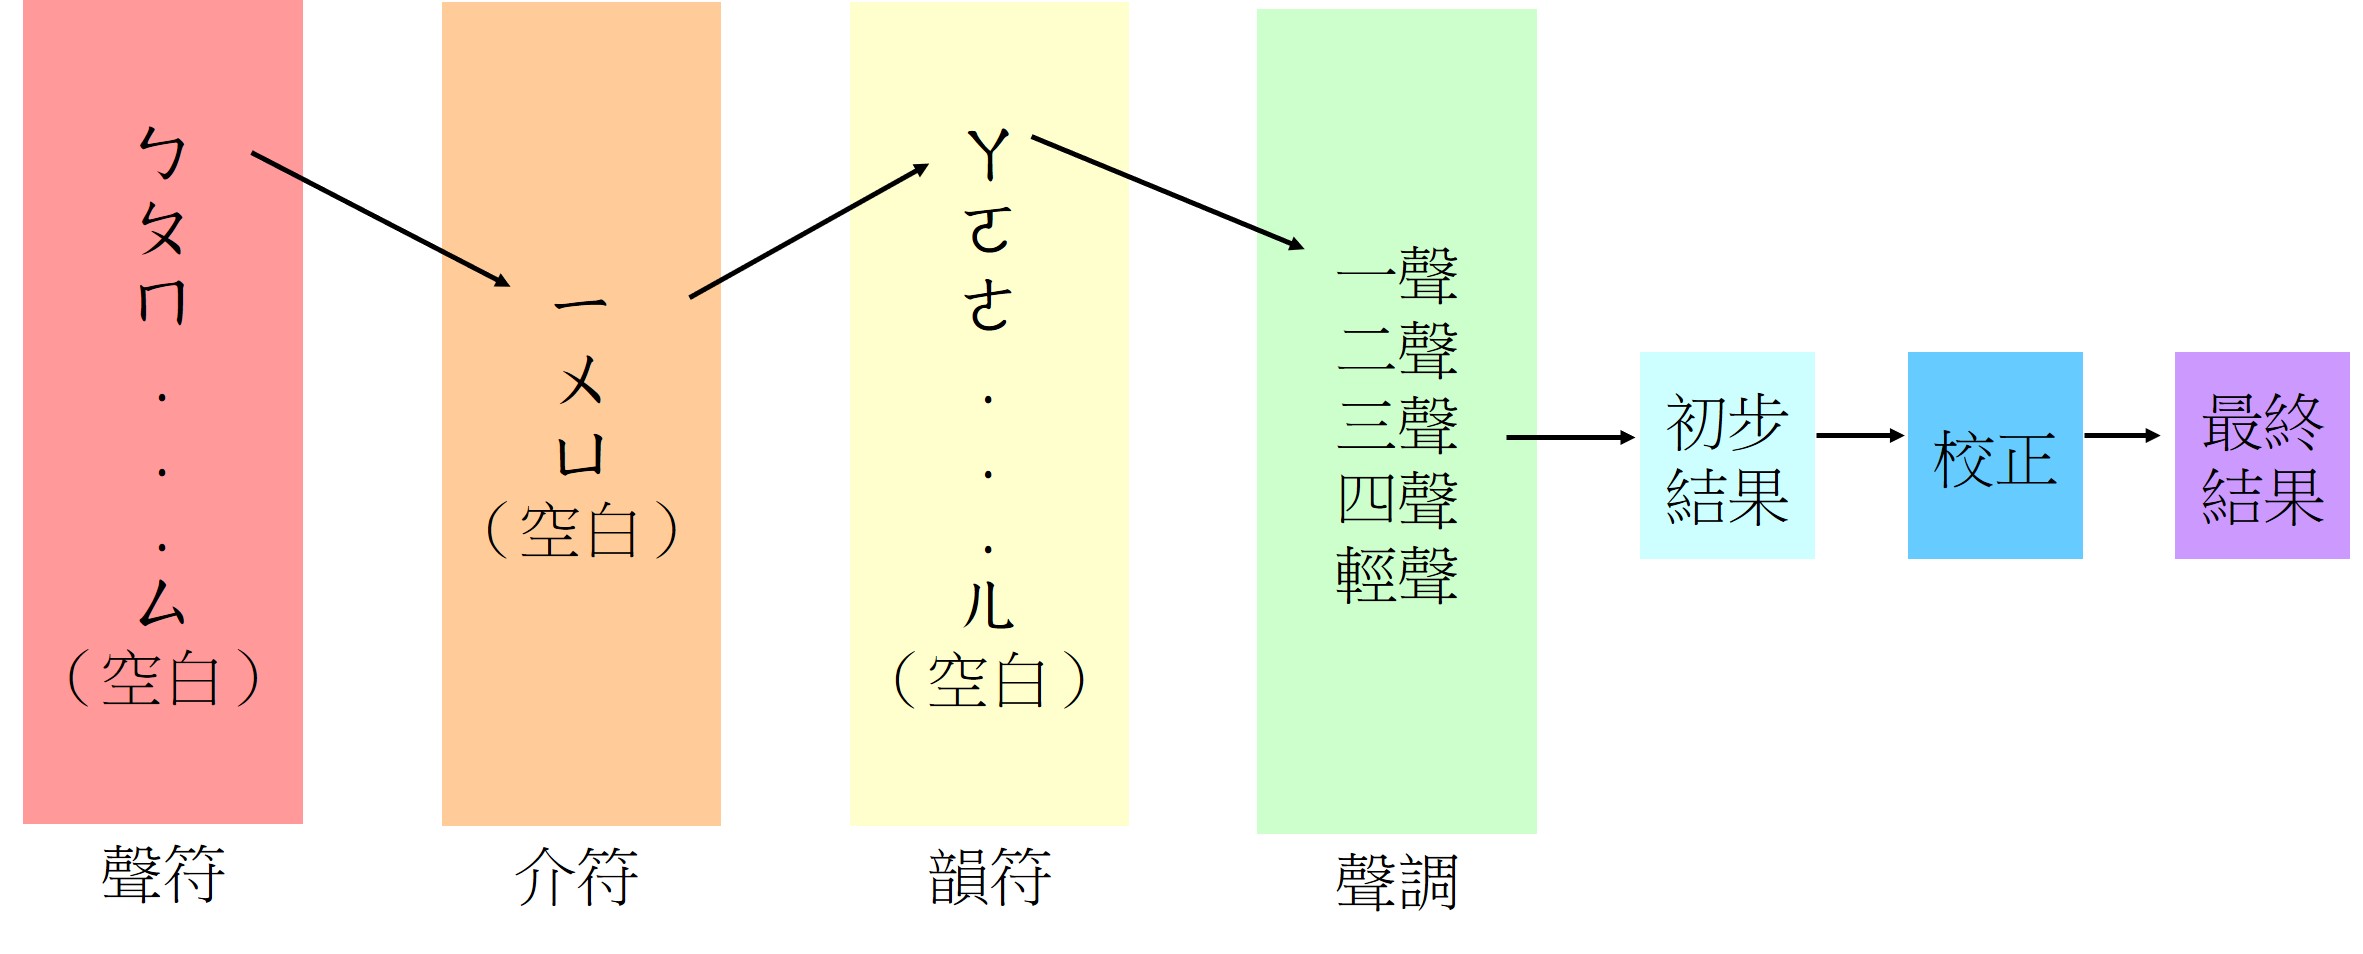 ㄅ
ㄆ
ㄇ
.
.
.
ㄙ
（空白）
聲符
ㄧ
ㄨ
ㄩ
（空白）
介符
ㄚ
ㄛ
ㄜ
.
.
.
ㄦ
（空白）
韻符
一聲
二聲
三聲
四聲
輕聲
聲調
初步
結果
校正
最終
結果